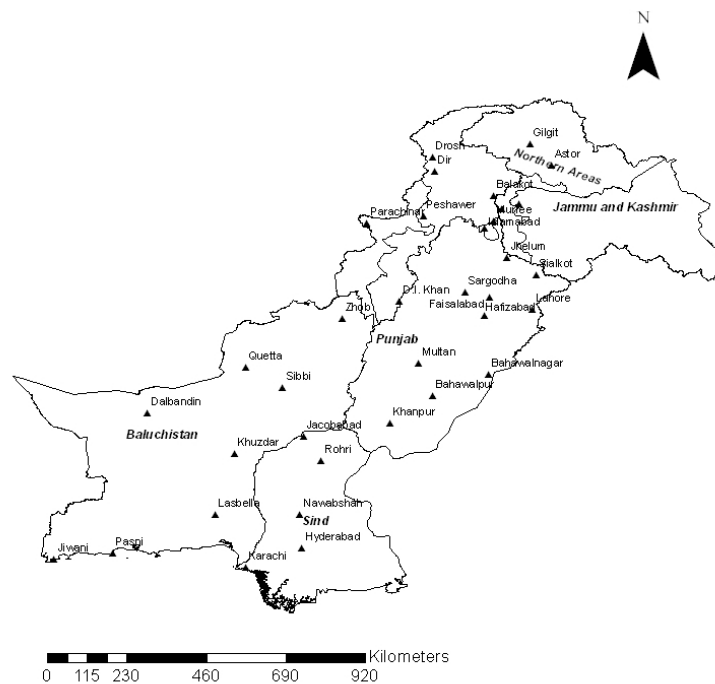 N
Gilgit
Drosh
Astor
Dir
Northern Areas
Balakot
Jammu and Kashmir
Murree
Peshawer
Parachinar
Islamabad
Jhelum
Sialkot
Sargodha
D.I. Khan
Faisalabad
Lahore
Hafizabad
Zhob
Punjab
Multan
Quetta
Bahawalnagar
Sibbi
Bahawalpur
Dalbandin
Khanpur
Jacobabad
Baluchistan
Khuzdar
Rohri
Lasbella
Nawabshah
Sind
Pasni
Hyderabad
Jiwani
Karachi
Kilometers
0 115 230 460 690 920